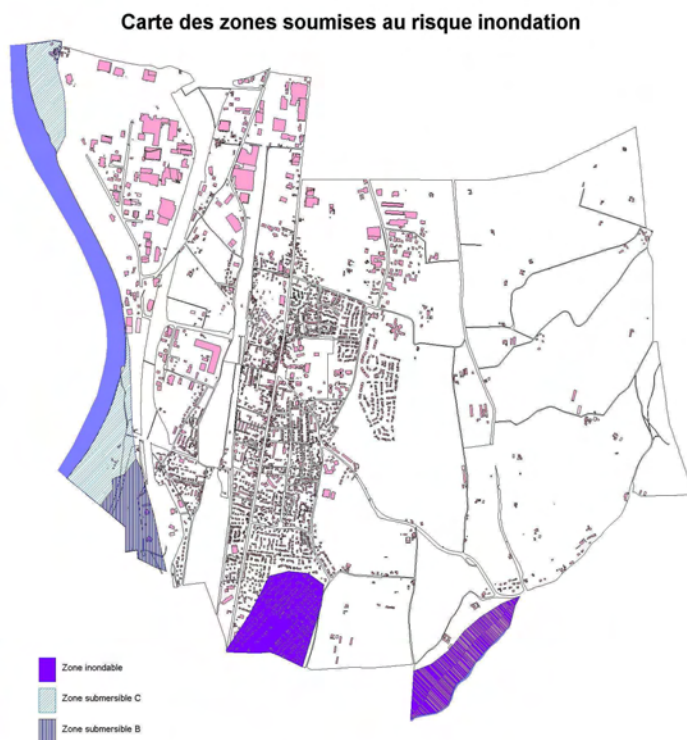 Carte des zones soumises au risque inondation
Zone inondable
Zone submersible C
Zone submersible B